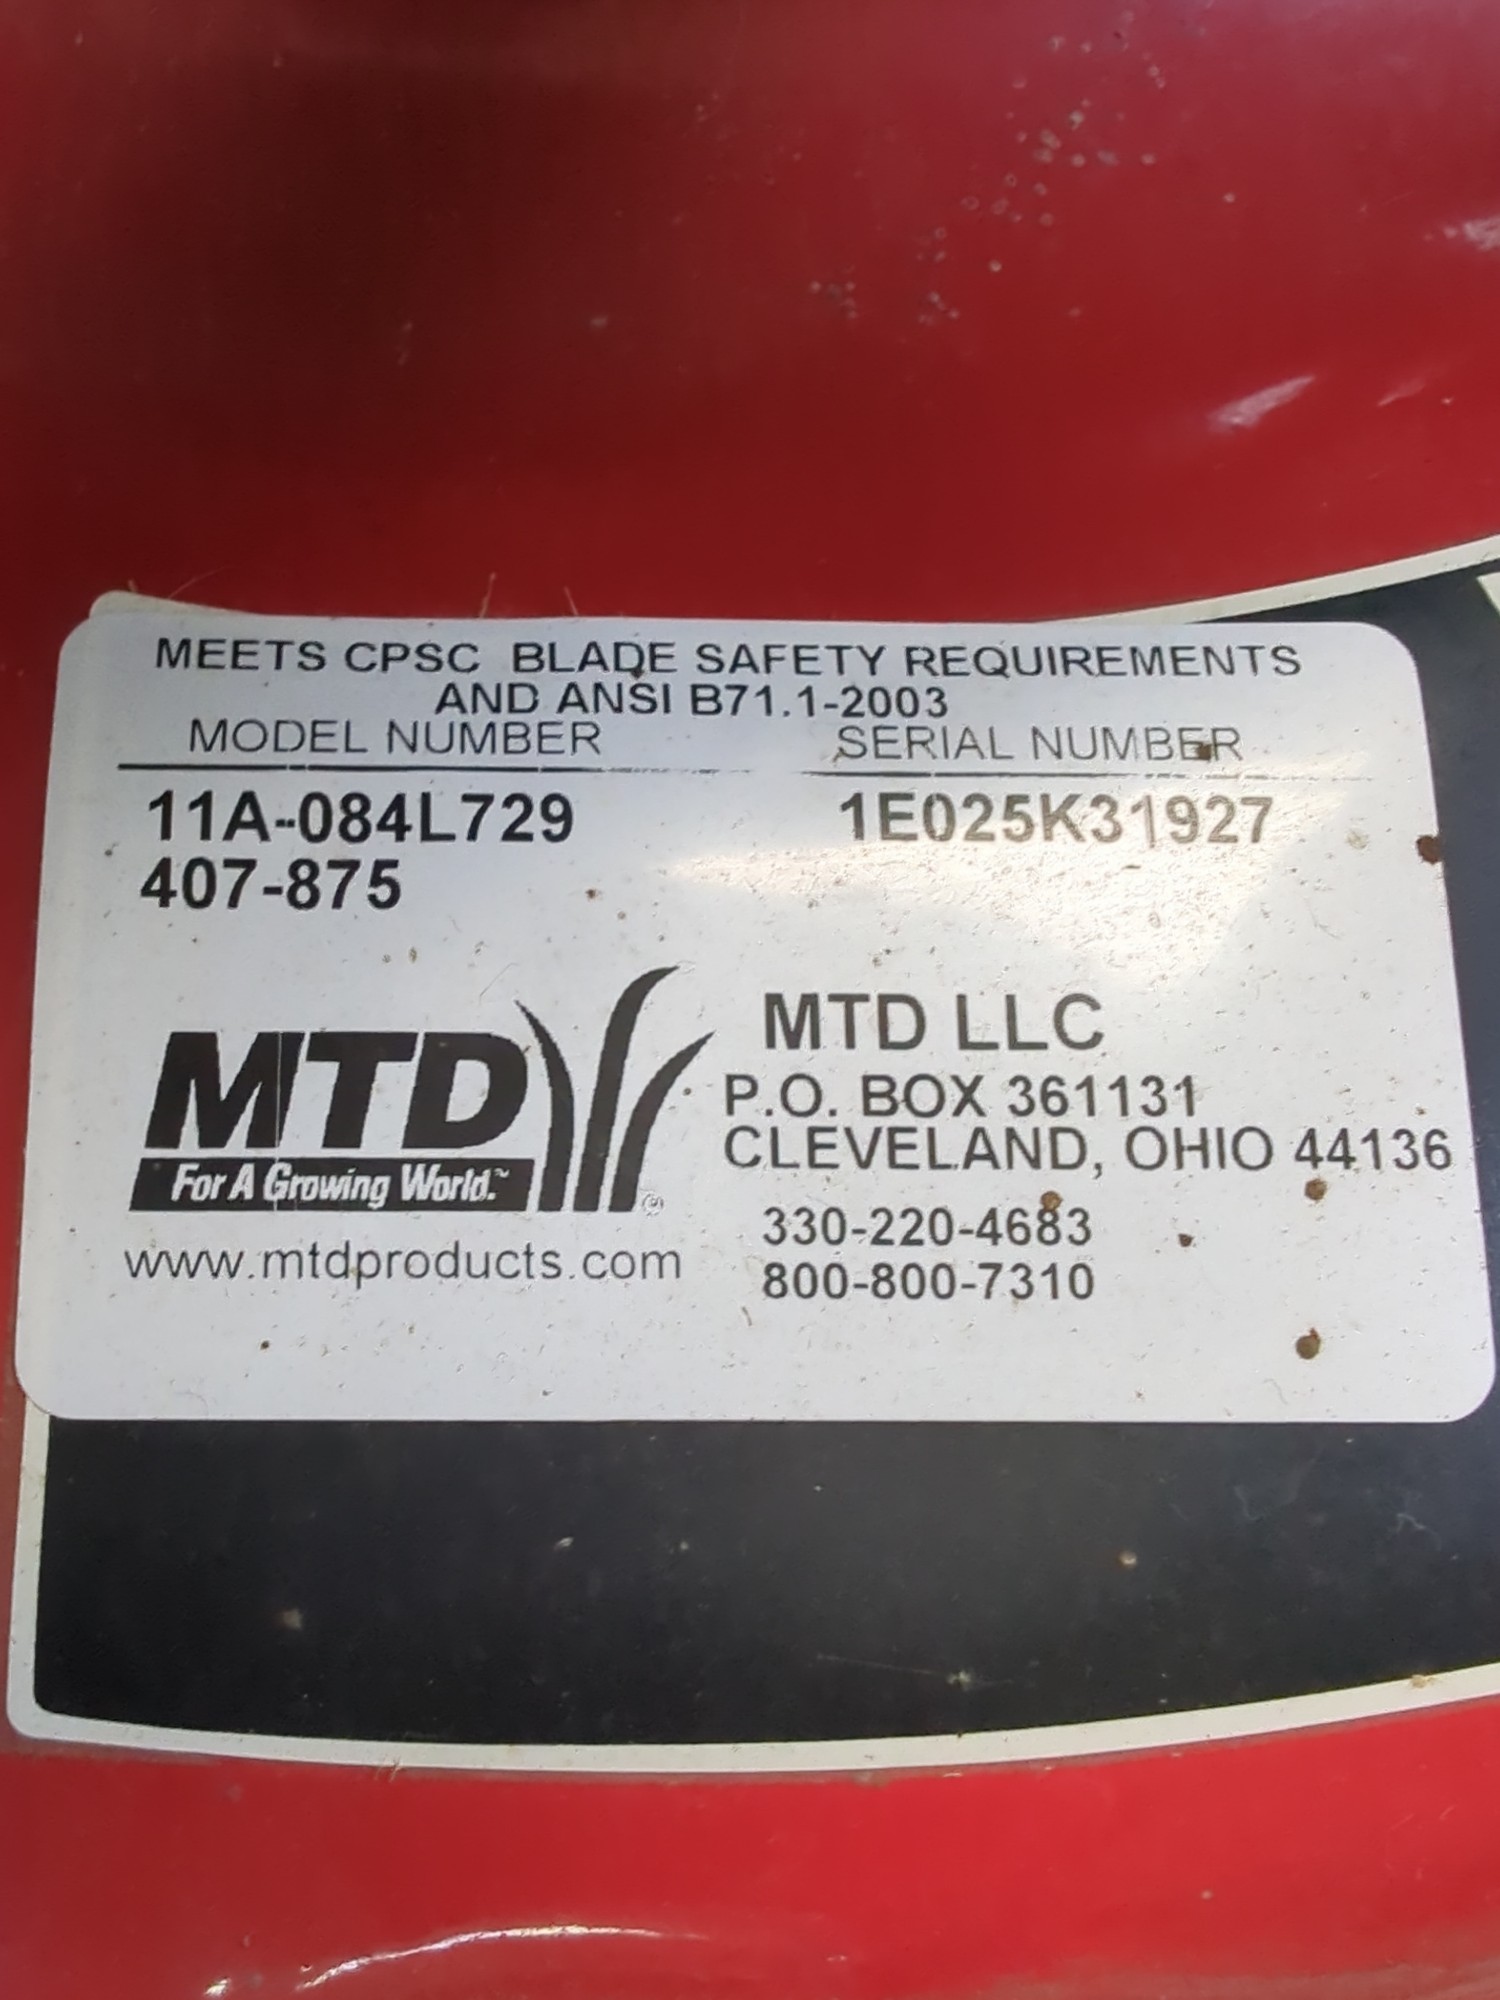 MEETS CPSC BLADE SAFETY REQUIREMENTS
AND ANSI B71.1-2003
MODEL NUMBER
SERIAL NUMBER
11A-084L729
1E025K31927
407-875
MTD
For A Growing World.™
®
www.mtdproducts.com
MTD LLC
P.O. BOX 361131
CLEVELAND, OHIO 44136
330-220-4683
800-800-7310